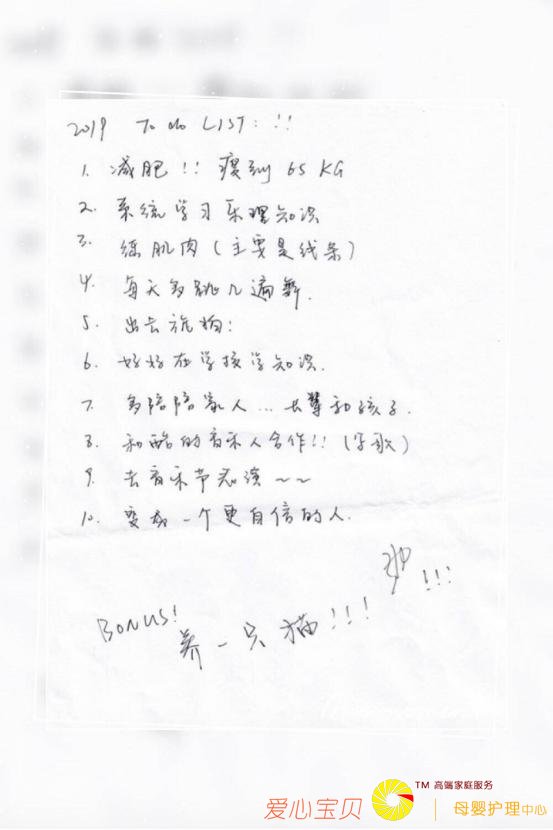 2019 To do LIST: !!
1. 减肥 !! 瘦到 65 KG
2. 系统学习乐理知识
3. 练肌肉 (主要是线条)
4. 每天多跳几遍舞.
5. 出去旅拍:
6. 好好在学校学知识.
7. 多陪陪家人... 长辈和孩子.
8. 和酷的音乐人合作!! (写歌)
9. 去音乐节表演~~
10. 变成一个更自信的人.
!!!
BONUS!
养一只猫!!!
TM 高端家庭服务
爱心宝贝 母婴护理中心